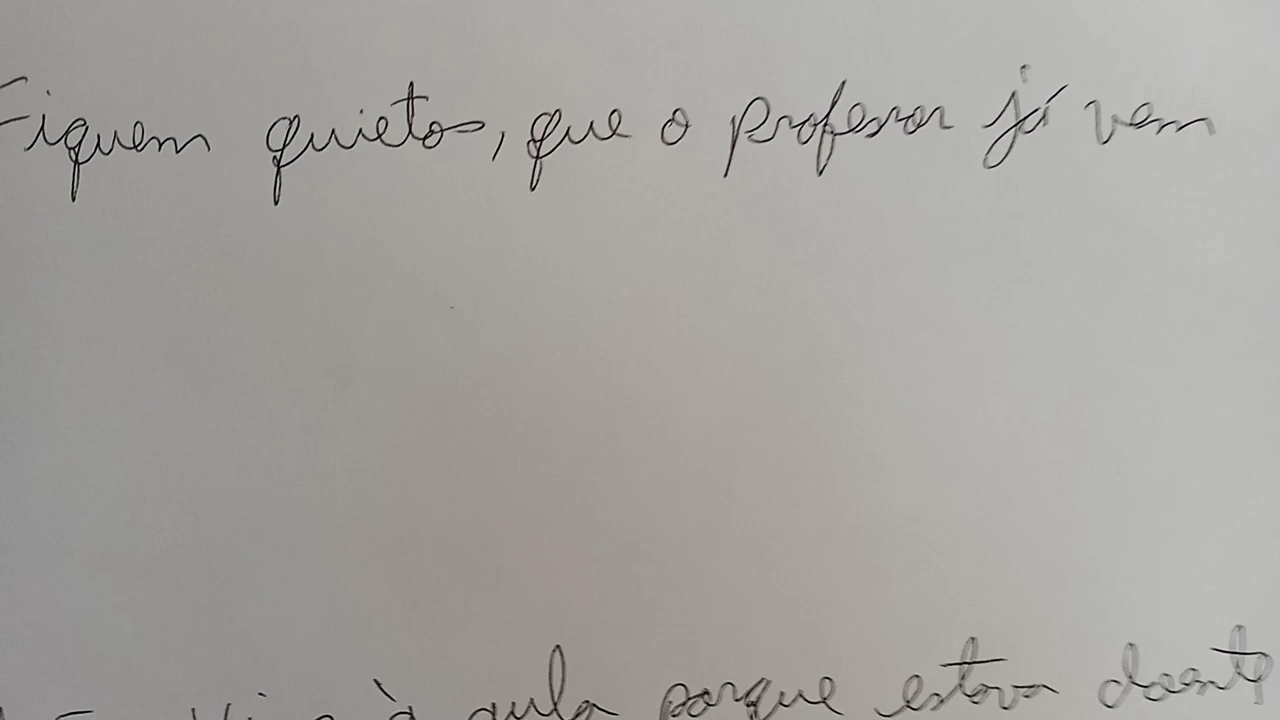 Fiquem quietos, que o professor já vem
à aula porque estava doente